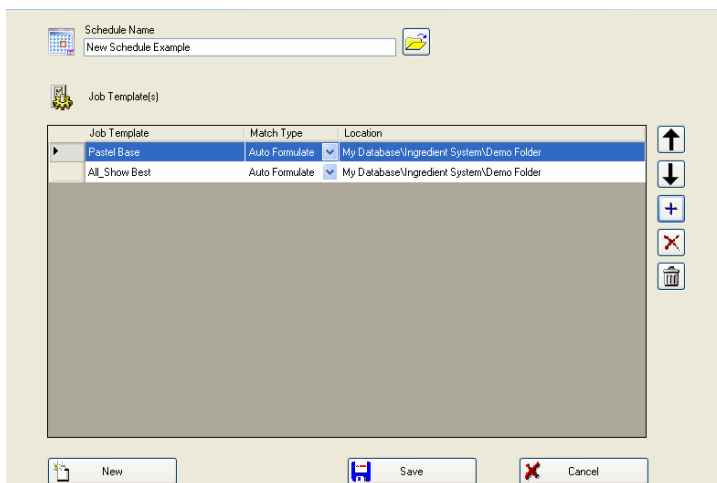 Schedule Name
New Schedule Example
Job Template(s)
Job Template Match Type Location
Pastel Base Auto Formulate My Database\Ingredient System\Demo Folder
All_Show Best Auto Formulate My Database\Ingredient System\Demo Folder
New Save Cancel